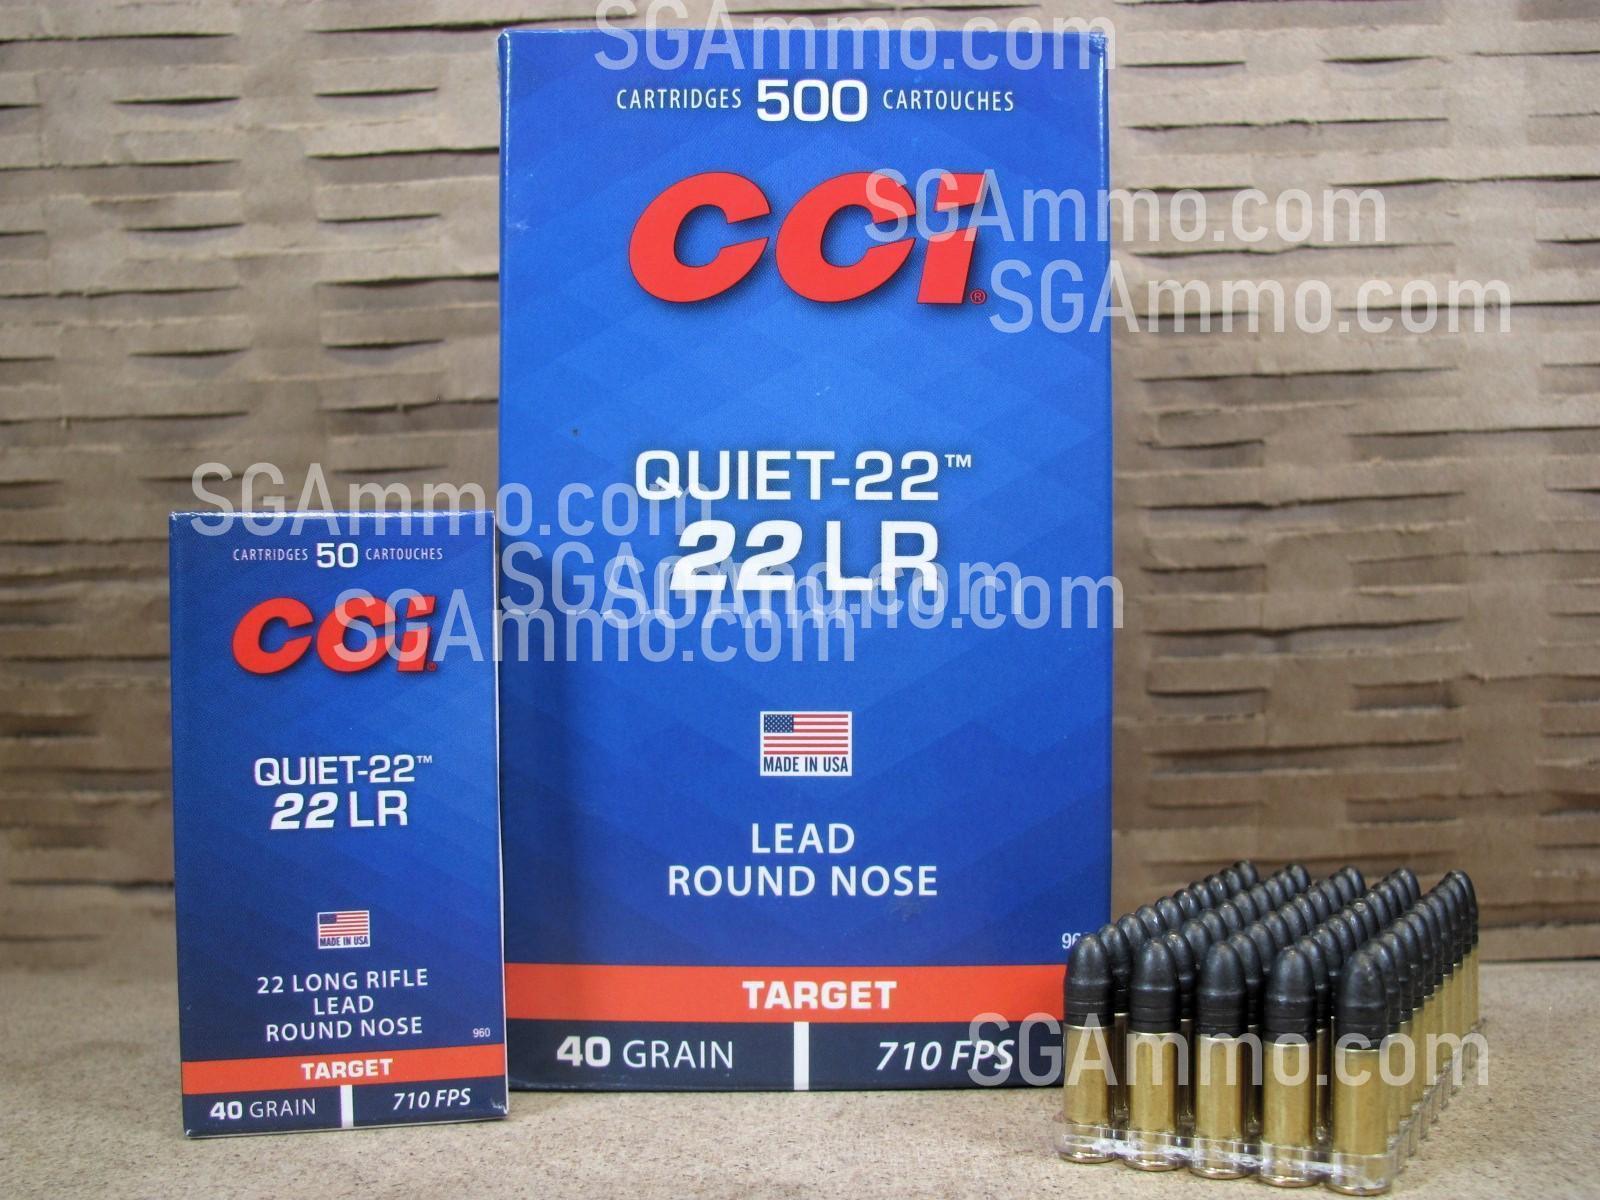 SGAmmo.com
CARTRIDGES 500 CARTOUCHES
CCI®
SGAmmo.com
SGAmmo.com
QUIET-22™
22 LR
SGAmmo.com
SGAmmo.com
SGAmmo.com
MADE IN USA
LEAD
ROUND NOSE
TARGET
40 GRAIN
710 FPS
SGAmmo.com
CARTRIDGES 50 CARTOUCHES
CCI®
QUIET-22™
22 LR
MADE IN USA
22 LONG RIFLE
LEAD
ROUND NOSE
960
TARGET
40 GRAIN
710 FPS